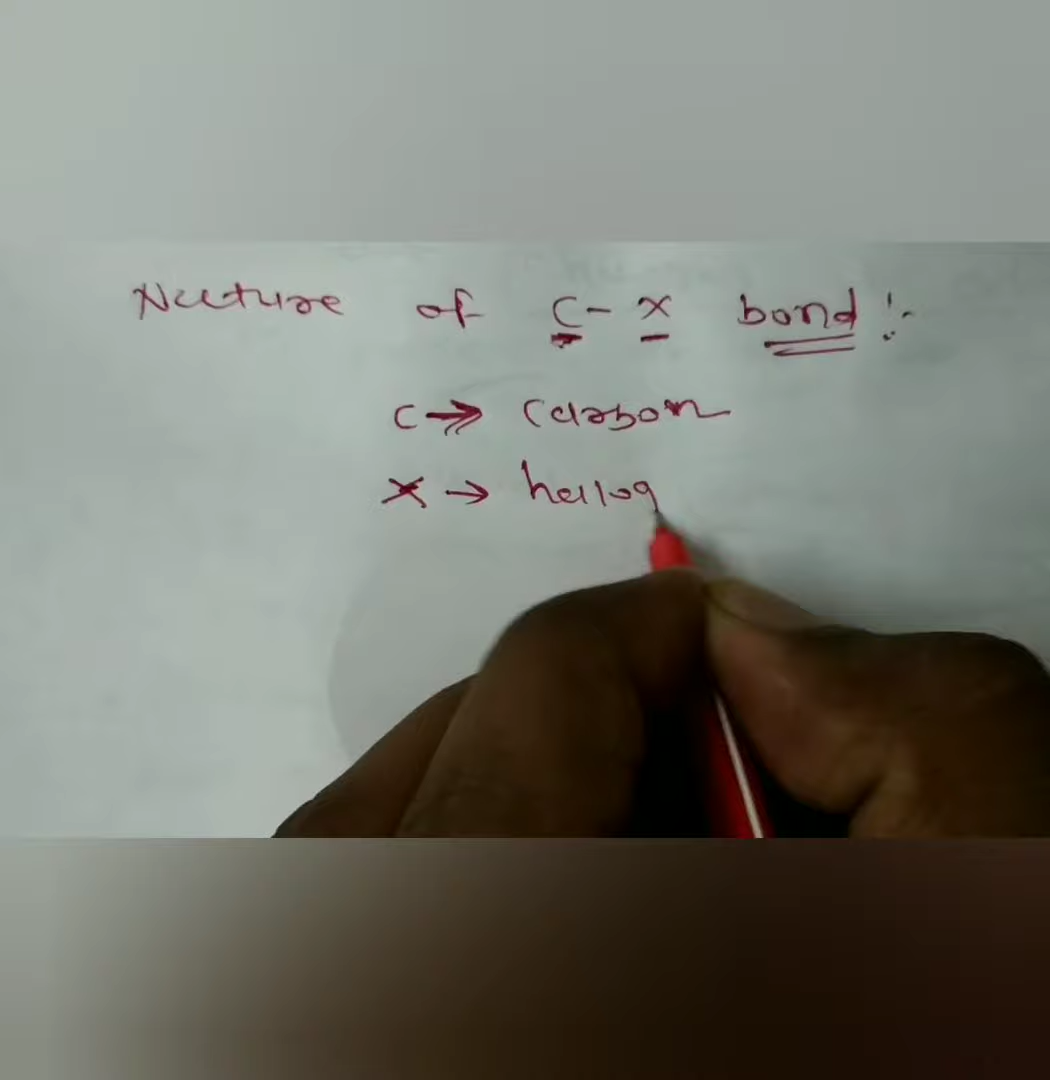 Nature of C-X bond :-
C → Carbon
X → halog